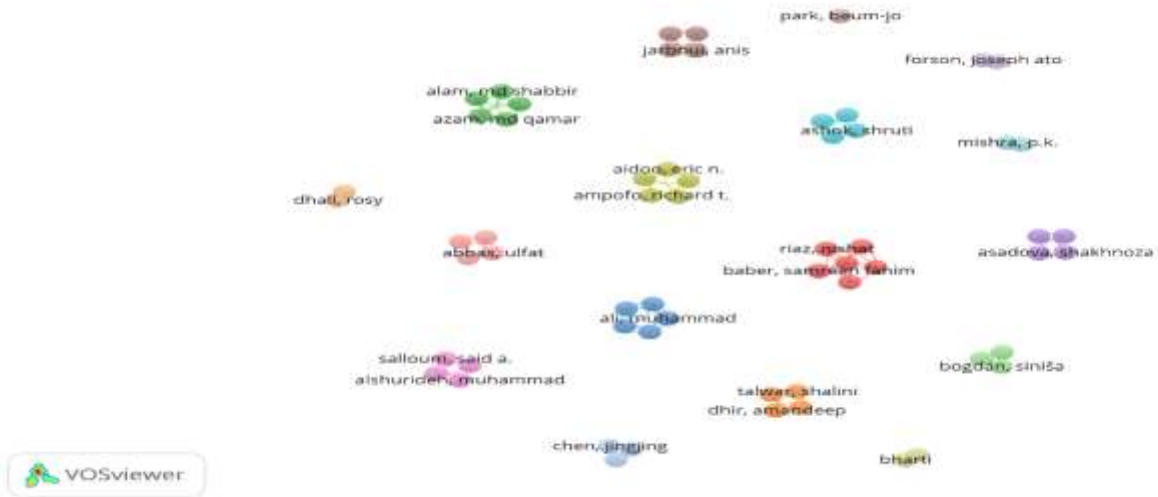 park, beum-jo
jarboui, anis
forson, joseph ato
alam, md shabbir
azam, md qamar
ashok, shruti
mishra, p.k.
aidoo, eric n.
ampofo, richard t.
dhali, rosy
abbas, ulfat
riaz, nishat
baber, samreen fahim
asadova, shakhnoza
ali, muhammad
salloum, said a.
alshurideh, muhammad
bogdan, siniša
talwar, shalini
dhir, amandeep
chen, jingjing
bharti
VOSviewer